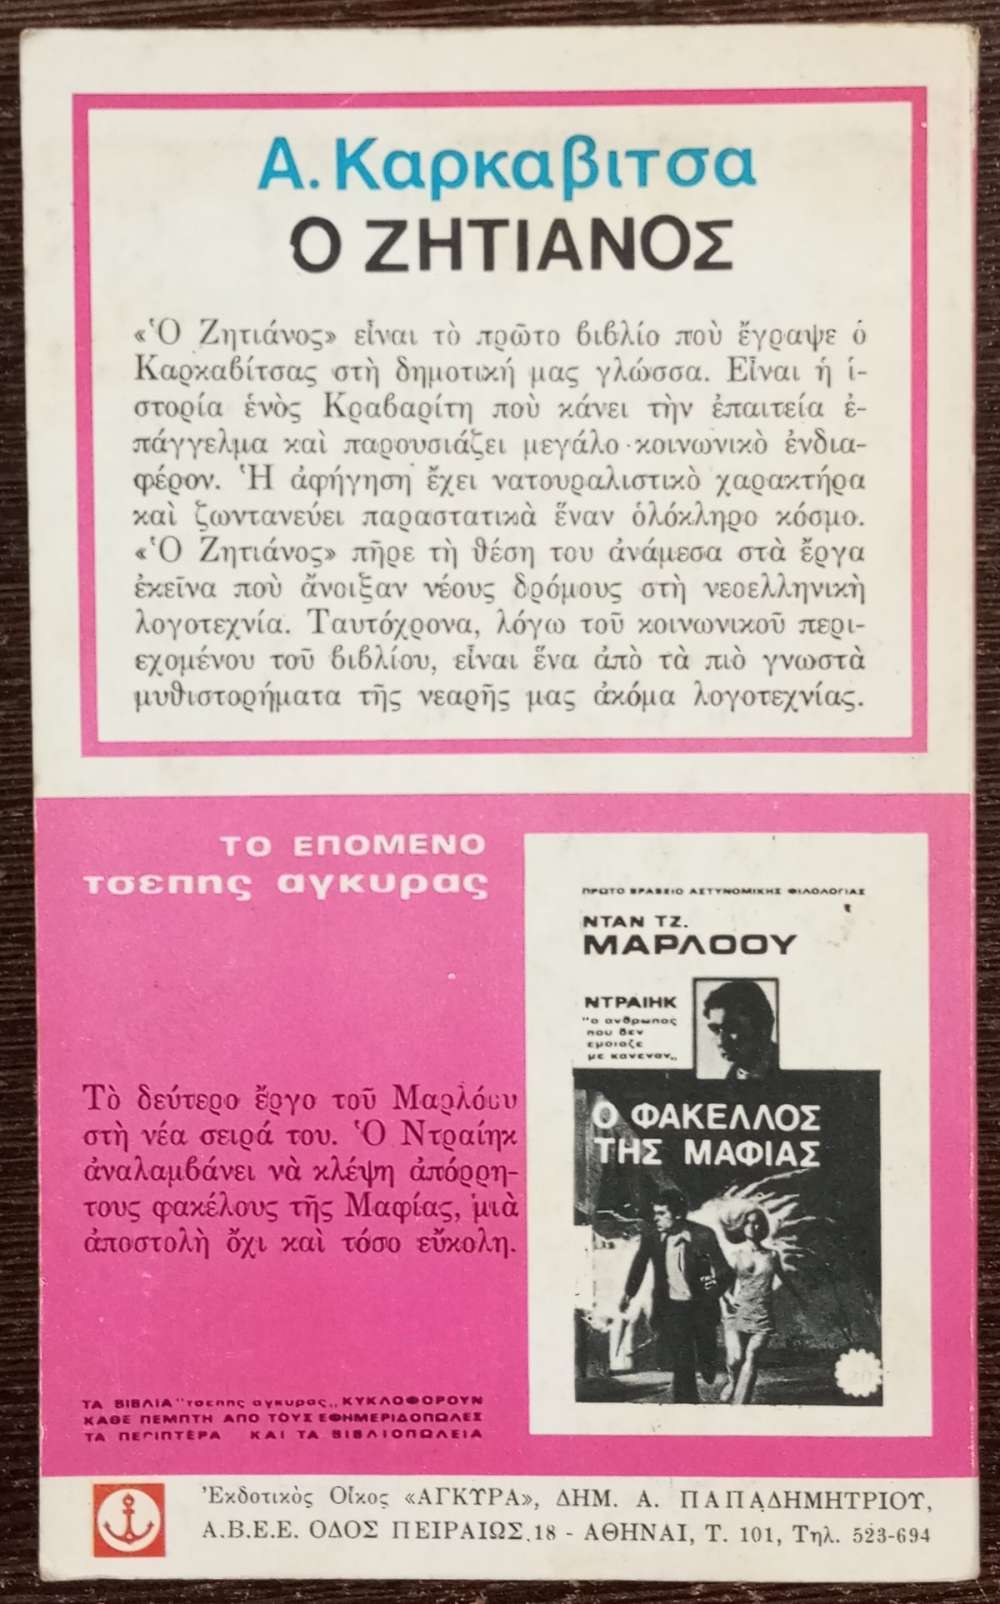 Α. Καρκαβιτσα
Ο ΖΗΤΙΑΝΟΣ
«Ὁ Ζητιάνος» εἶναι τὸ πρῶτο βιβλίο ποὺ ἔγραψε ὁ
Καρκαβίτσας στὴ δημοτική μας γλώσσα. Εἶναι ἡ ἱ-
στορία ἑνὸς Κραβαρίτη ποὺ κάνει τὴν ἐπαιτεία ἐ-
πάγγελμα καὶ παρουσιάζει μεγάλο κοινωνικὸ ἐνδια-
φέρον. Ἡ ἀφήγηση ἔχει νατουραλιστικὸ χαρακτήρα
καὶ ζωντανεύει παραστατικὰ ἕναν ὁλόκληρο κόσμο.
«Ὁ Ζητιάνος» πῆρε τὴ θέση του ἀνάμεσα στὰ ἔργα
ἐκεῖνα ποὺ ἄνοιξαν νέους δρόμους στὴ νεοελληνικὴ
λογοτεχνία. Ταυτόχρονα, λόγω τοῦ κοινωνικοῦ περι-
εχομένου τοῦ βιβλίου, εἶναι ἕνα ἀπὸ τὰ πιὸ γνωστὰ
μυθιστορήματα τῆς νεαρῆς μας ἀκόμα λογοτεχνίας.
ΤΟ ΕΠΟΜΕΝΟ
τσεπης αγκυρας
Τὸ δεύτερο ἔργο τοῦ Μαρλόου
στὴ νέα σειρά του. Ὁ Ντραίηκ
ἀναλαμβάνει νὰ κλέψη ἀπόρρη-
τους φακέλους τῆς Μαφίας, μιὰ
ἀποστολὴ ὄχι καὶ τόσο εὔκολη.
ΠΡΩΤΟ ΒΡΑΒΕΙΟ ΑΣΤΥΝΟΜΙΚΗΣ ΦΙΛΟΛΟΓΙΑΣ
ΝΤΑΝ ΤΖ.
ΜΑΡΛΟΟΥ
ΝΤΡΑΙΗΚ
"ο ανθρωπος
που δεν
εμοιαζε
με κανεναν„
Ο ΦΑΚΕΛΛΟΣ
ΤΗΣ ΜΑΦΙΑΣ
ΤΑ ΒΙΒΛΙΑ "τσεπης αγκυρας„ ΚΥΚΛΟΦΟΡΟΥΝ
ΚΑΘΕ ΠΕΜΠΤΗ ΑΠΟ ΤΟΥΣ ΕΦΗΜΕΡΙΔΟΠΩΛΕΣ
ΤΑ ΠΕΡΙΠΤΕΡΑ ΚΑΙ ΤΑ ΒΙΒΛΙΟΠΩΛΕΙΑ
Ἐκδοτικὸς Οἶκος «ΑΓΚΥΡΑ», ΔΗΜ. Α. ΠΑΠΑΔΗΜΗΤΡΙΟΥ,
Α.Β.Ε.Ε. ΟΔΟΣ ΠΕΙΡΑΙΩΣ 18 - ΑΘΗΝΑΙ, Τ. 101, Τηλ. 523-694